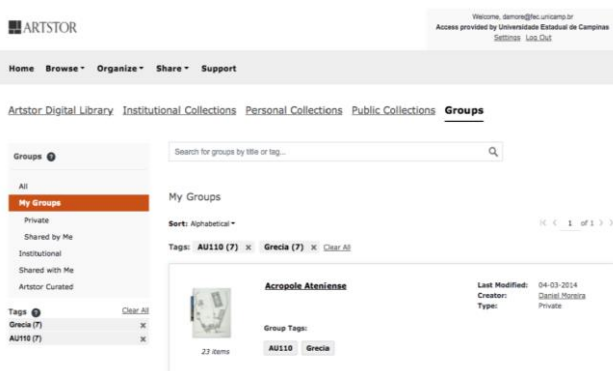 ARTSTOR
Welcome, damore@fec.unicamp.br
Access provided by Universidade Estadual de Campinas
Settings Log Out
Home Browse Organize Share Support
Artstor Digital Library Institutional Collections Personal Collections Public Collections Groups
Groups ?
All
My Groups
Private
Shared by Me
Institutional
Shared with Me
Artstor Curated
Tags ? Clear All
Grecia (7) x
AU110 (7) x
Search for groups by title or tag...
My Groups
Sort: Alphabetical
1 of 1
Tags: AU110 (7) x Grecia (7) x Clear All
Acropole Ateniense
Group Tags:
AU110 Grecia
23 items
Last Modified: 04-03-2014
Creator: Daniel Moreira
Type: Private